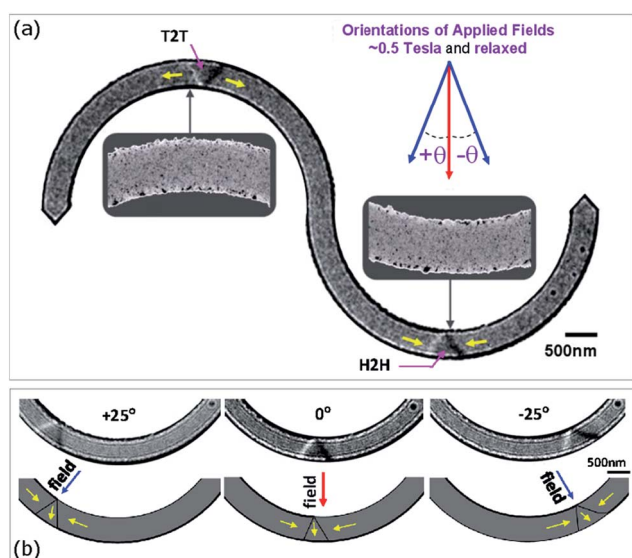 (a)
T2T
Orientations of Applied Fields
~0.5 Tesla and relaxed
+θ -θ
500nm
H2H
+25°
0°
-25°
500nm
field
field
field
(b)